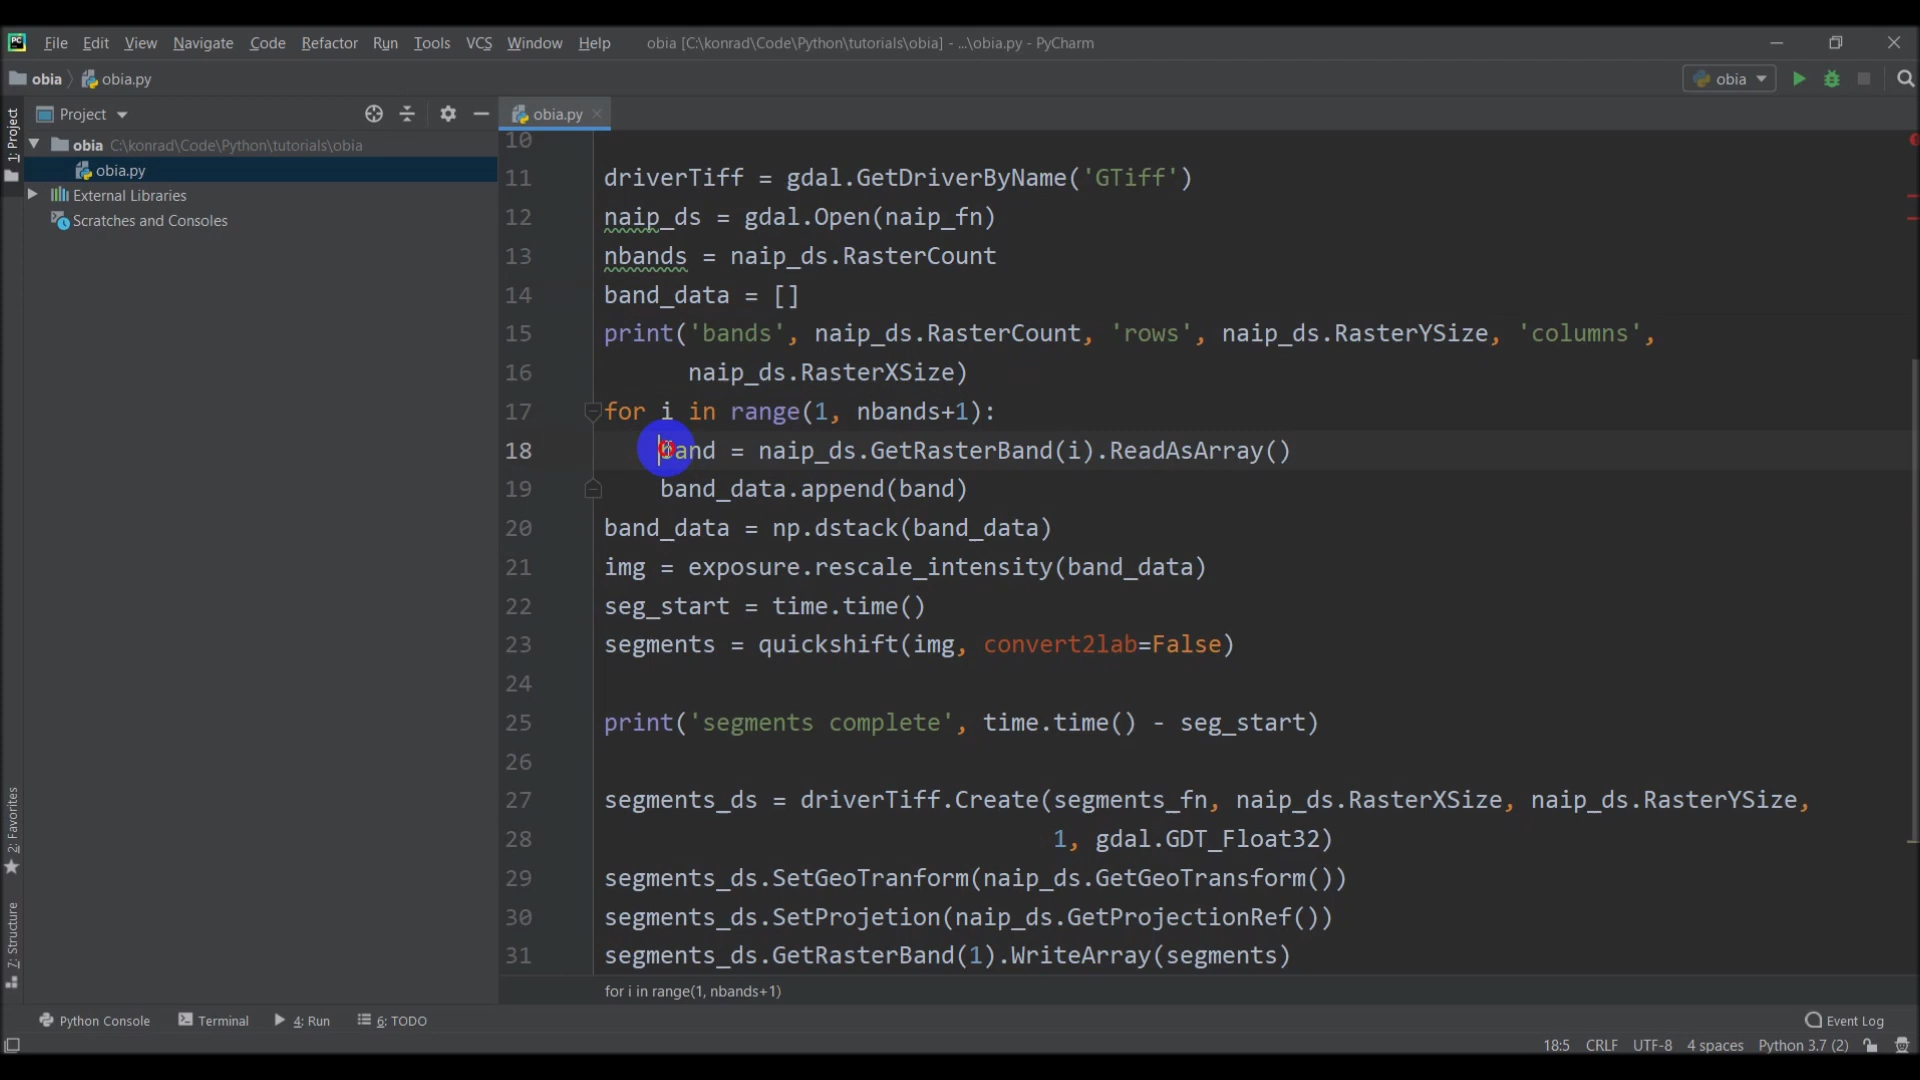 PC File Edit View Navigate Code Refactor Run Tools VCS Window Help obia [C:\konrad\Code\Python\tutorials\obia] - ...\obia.py - PyCharm
obia obia.py obia
1: Project Project obia.py
obia C:\konrad\Code\Python\tutorials\obia
obia.py
External Libraries
Scratches and Consoles
10
11 driverTiff = gdal.GetDriverByName('GTiff')
12 naip_ds = gdal.Open(naip_fn)
13 nbands = naip_ds.RasterCount
14 band_data = []
15 print('bands', naip_ds.RasterCount, 'rows', naip_ds.RasterYSize, 'columns',
16 naip_ds.RasterXSize)
17 for i in range(1, nbands+1):
18 band = naip_ds.GetRasterBand(i).ReadAsArray()
19 band_data.append(band)
20 band_data = np.dstack(band_data)
21 img = exposure.rescale_intensity(band_data)
22 seg_start = time.time()
23 segments = quickshift(img, convert2lab=False)
24
25 print('segments complete', time.time() - seg_start)
26
27 segments_ds = driverTiff.Create(segments_fn, naip_ds.RasterXSize, naip_ds.RasterYSize,
28 1, gdal.GDT_Float32)
29 segments_ds.SetGeoTranform(naip_ds.GetGeoTransform())
30 segments_ds.SetProjetion(naip_ds.GetProjectionRef())
31 segments_ds.GetRasterBand(1).WriteArray(segments)
2: Favorites
7: Structure
for i in range(1, nbands+1)
Python Console Terminal 4: Run 6: TODO Event Log
18:5 CRLF UTF-8 4 spaces Python 3.7 (2)